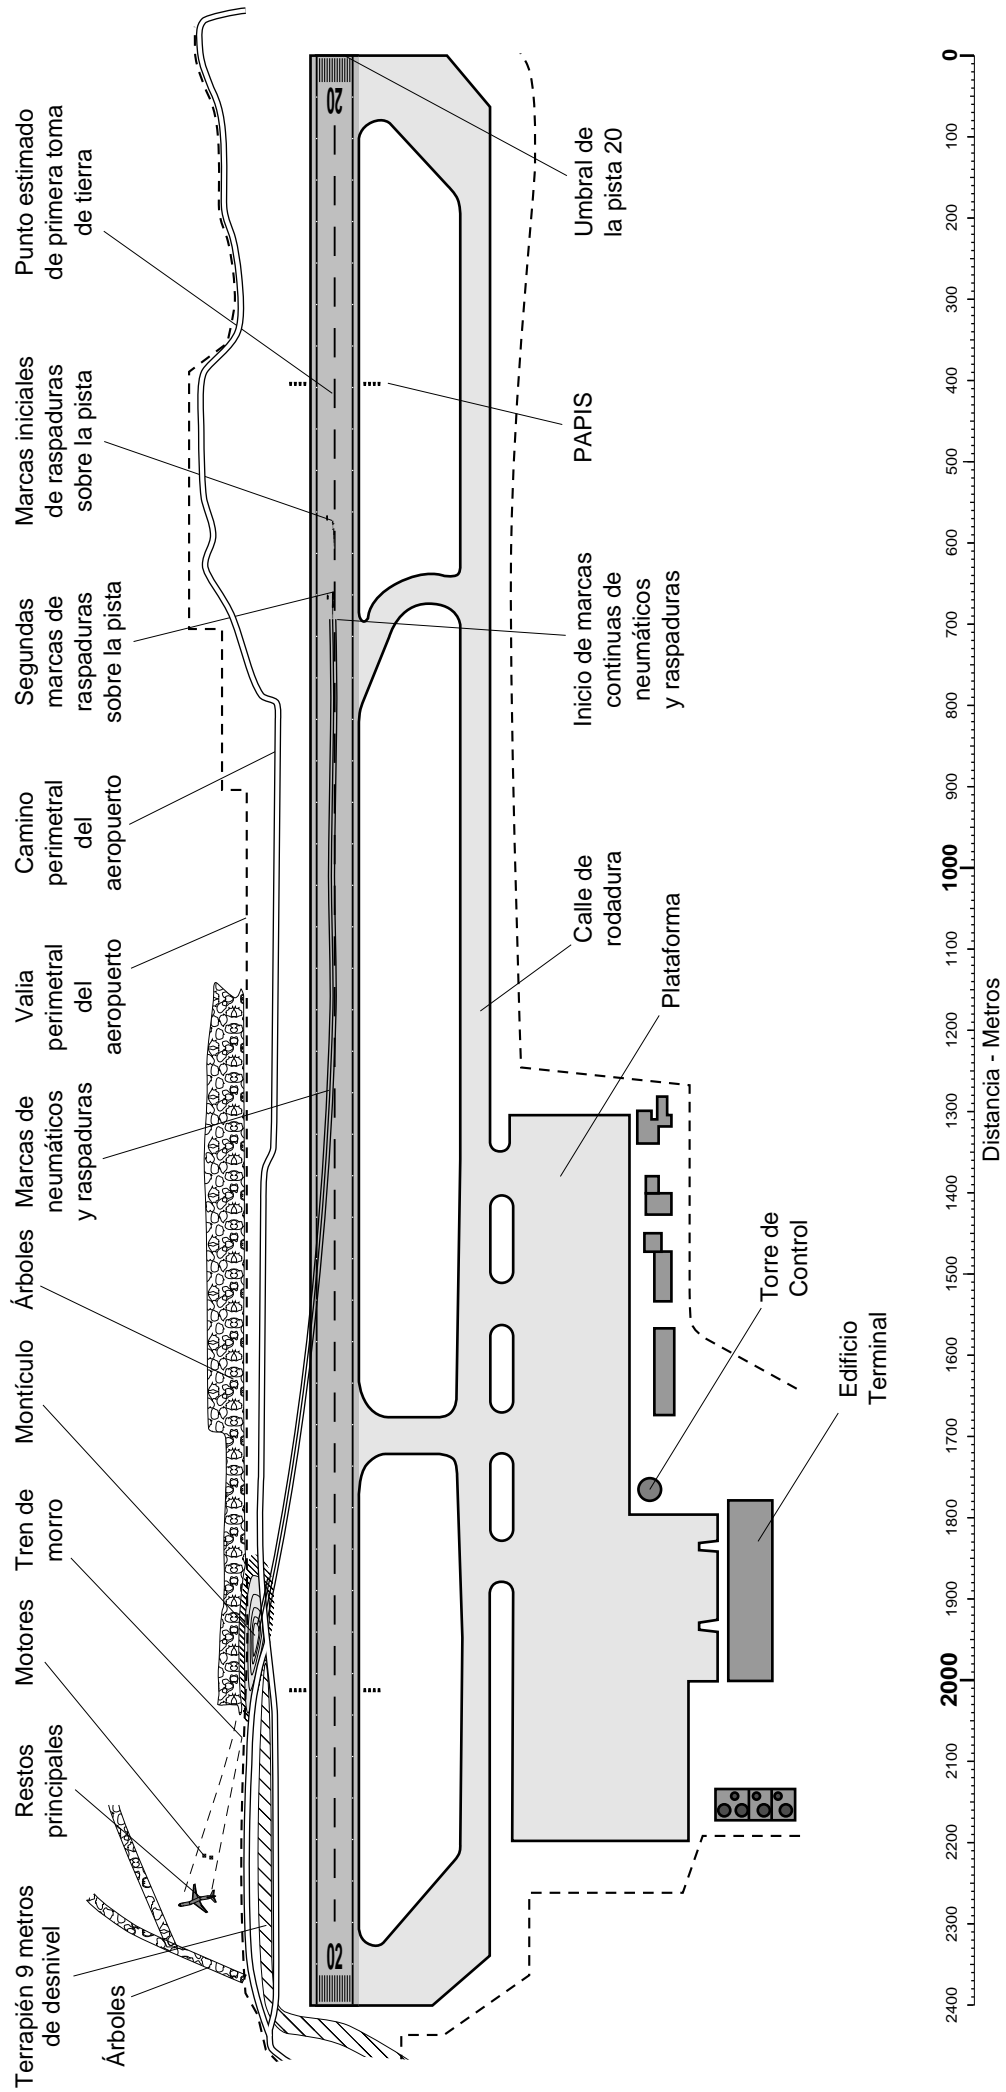 Terrapién 9 metros
de desnivel
Restos
principales
Motores
Tren de
morro
Montículo
Árboles
Marcas de
neumáticos
y raspaduras
Valia
perimetral
del
aeropuerto
Camino
perimetral
del
aeropuerto
Segundas
marcas de
raspaduras
sobre la pista
Marcas iniciales
de raspaduras
sobre la pista
Punto estimado
de primera toma
de tierra
Árboles
02
20
Edificio
Terminal
Torre de
Control
Plataforma
Calle de
rodadura
Inicio de marcas
continuas de
neumáticos
y raspaduras
PAPIS
Umbral de
la pista 20
2400 2300 2200 2100 2000 1900 1800 1700 1600 1500 1400 1300 1200 1100 1000 900 800 700 600 500 400 300 200 100 0
Distancia - Metros